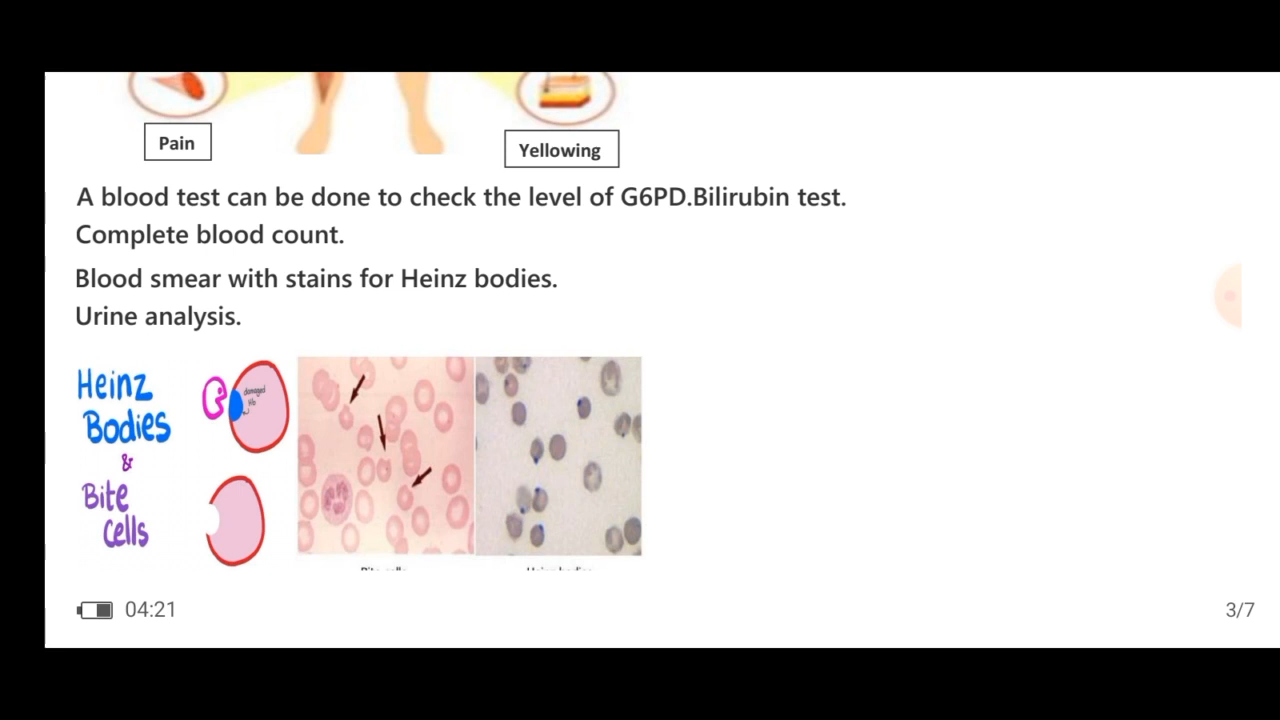 Pain
Yellowing
A blood test can be done to check the level of G6PD.Bilirubin test.
Complete blood count.
Blood smear with stains for Heinz bodies.
Urine analysis.
Heinz
Bodies
&
Bite
Cells
damaged
04:21
3/7